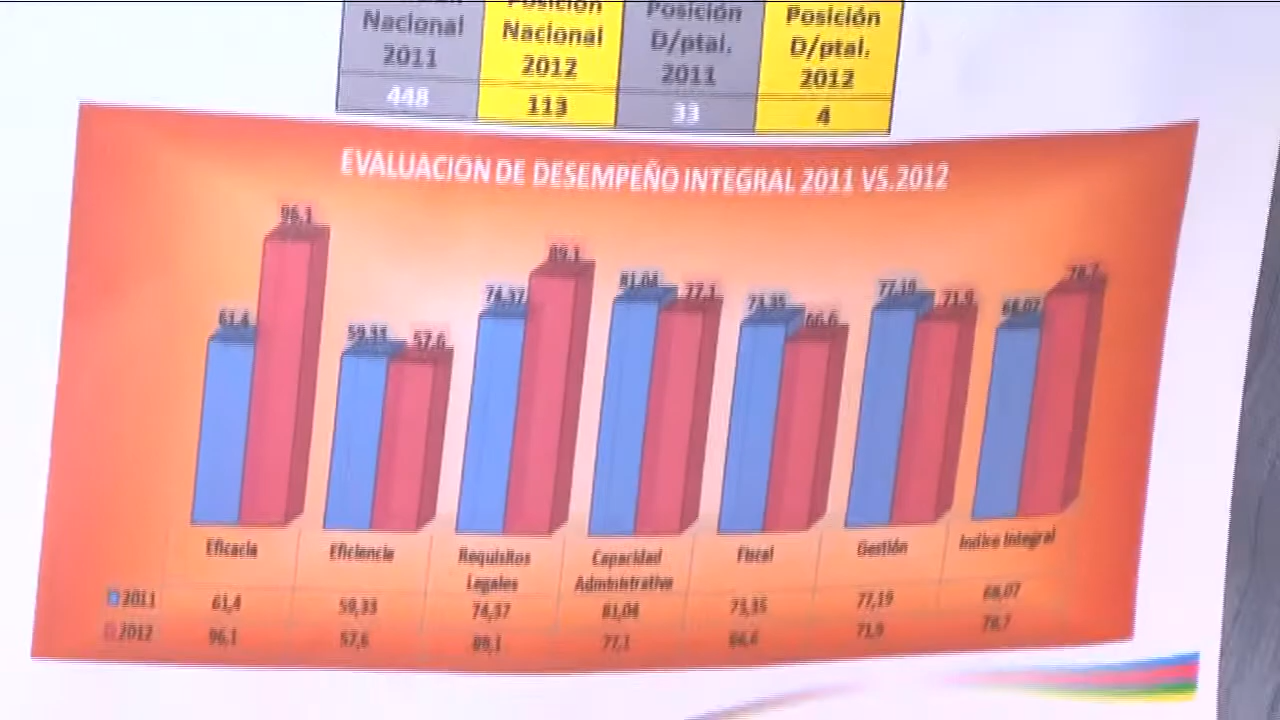 Nacional
2011
448
Posición
Nacional
2012
113
Posición
D/ptal.
2011
33
Posición
D/ptal.
2012
4
EVALUACION DE DESEMPEÑO INTEGRAL 2011 VS.2012
61,4 96,1 59,33 57,6 74,37 89,1 81,04 77,1 73,35 66,6 77,19 71,9 68,07 78,7
Eficacia Eficiencia Requisitos Legales Capacidad Administrativa Fiscal Gestión Indice Integral
2011 61,4 59,33 74,37 81,04 73,35 77,19 68,07
2012 96,1 57,6 89,1 77,1 66,6 71,9 78,7